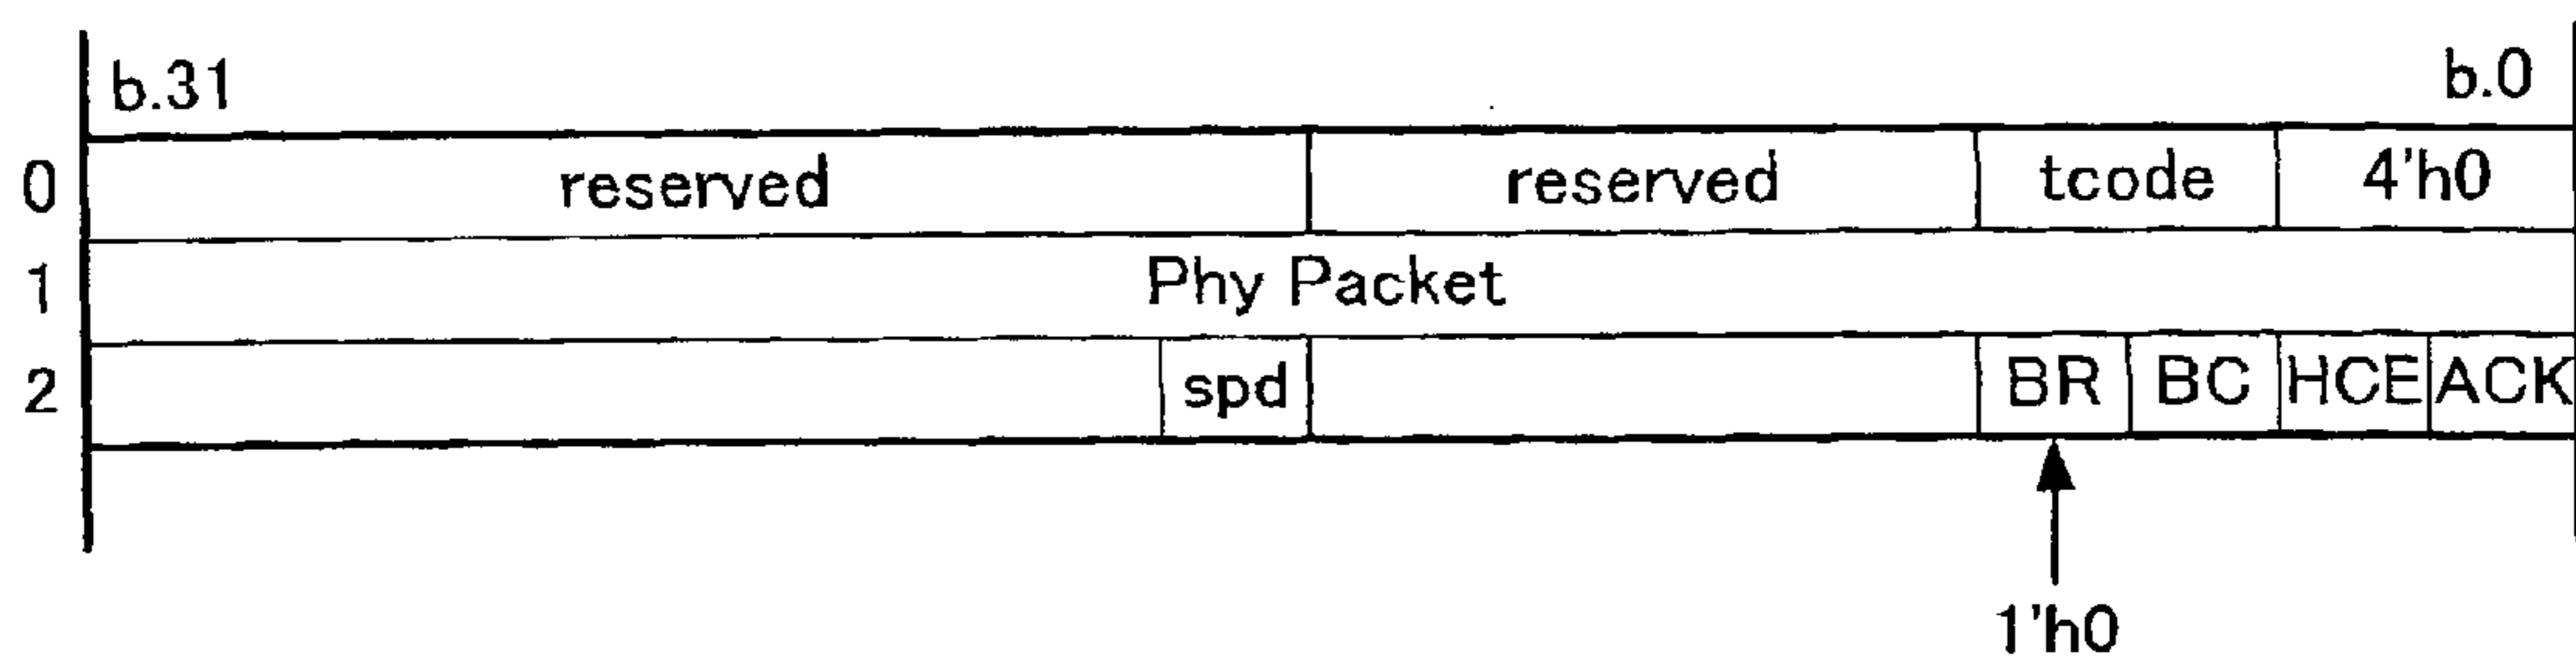 b.31 b.0
0 reserved reserved tcode 4'h0
1 Phy Packet
2 spd BR BC HCE ACK
1'h0